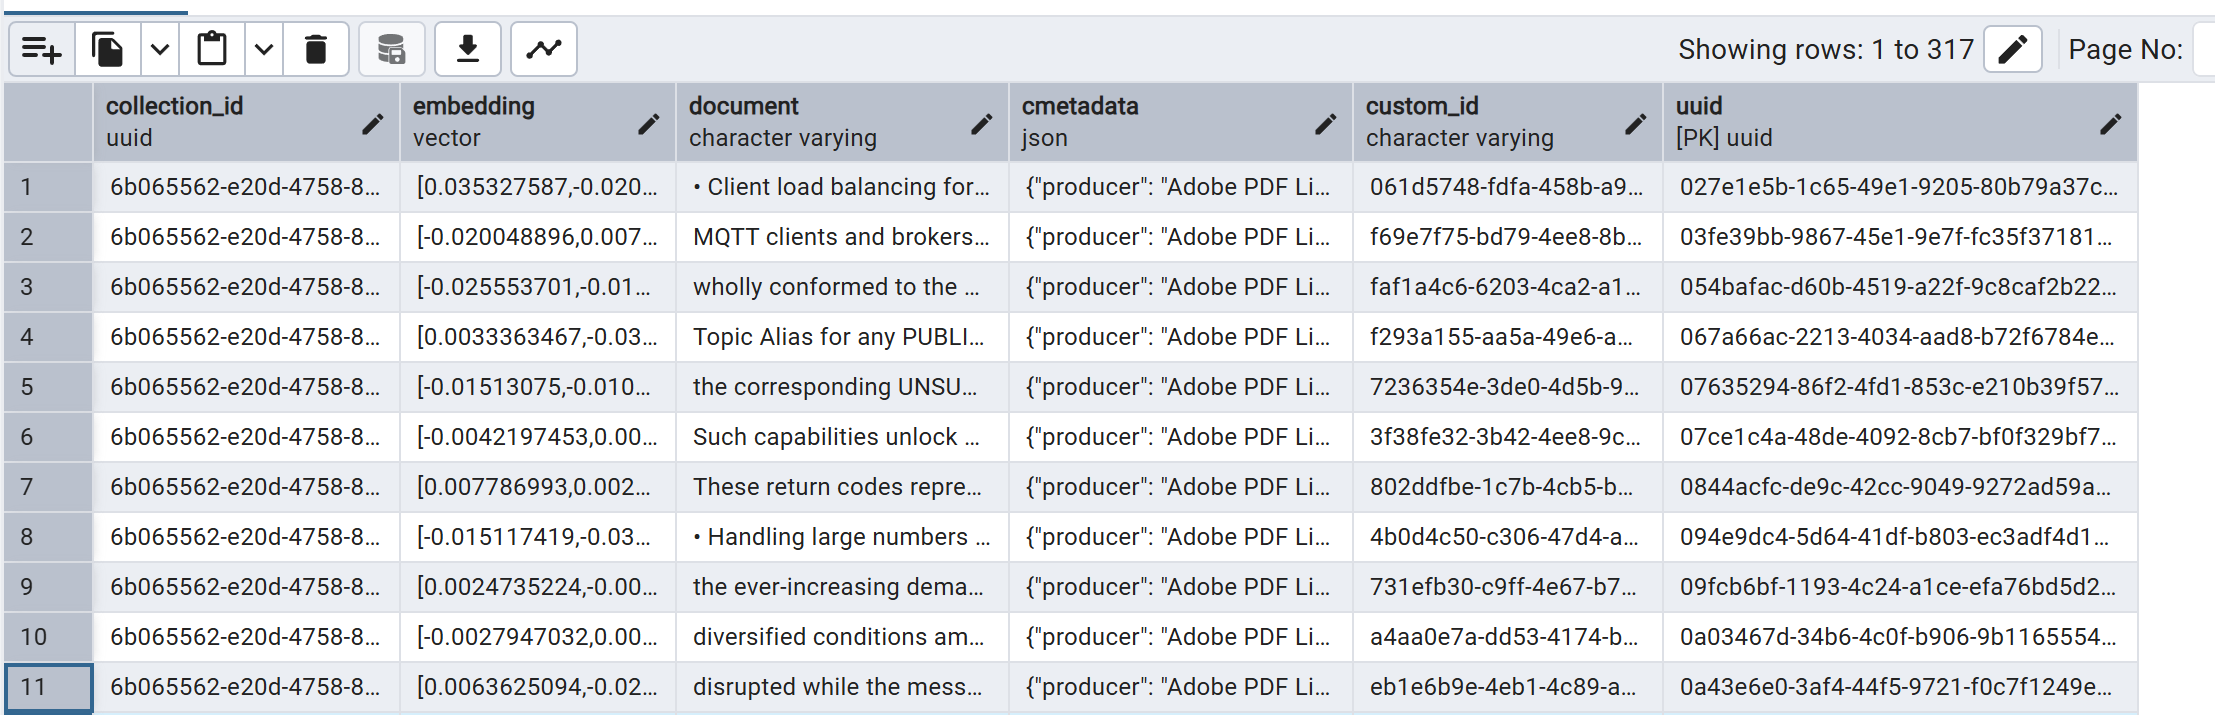 Showing rows: 1 to 317 Page No:
collection_id embedding document cmetadata custom_id uuid
uuid vector character varying json character varying [PK] uuid
1 6b065562-e20d-4758-8... [0.035327587,-0.020... • Client load balancing for... {"producer": "Adobe PDF Li... 061d5748-fdfa-458b-a9... 027e1e5b-1c65-49e1-9205-80b79a37c...
2 6b065562-e20d-4758-8... [-0.020048896,0.007... MQTT clients and brokers... {"producer": "Adobe PDF Li... f69e7f75-bd79-4ee8-8b... 03fe39bb-9867-45e1-9e7f-fc35f37181...
3 6b065562-e20d-4758-8... [-0.025553701,-0.01... wholly conformed to the ... {"producer": "Adobe PDF Li... faf1a4c6-6203-4ca2-a1... 054bafac-d60b-4519-a22f-9c8caf2b22...
4 6b065562-e20d-4758-8... [0.0033363467,-0.03... Topic Alias for any PUBLI... {"producer": "Adobe PDF Li... f293a155-aa5a-49e6-a... 067a66ac-2213-4034-aad8-b72f6784e...
5 6b065562-e20d-4758-8... [-0.01513075,-0.010... the corresponding UNSU... {"producer": "Adobe PDF Li... 7236354e-3de0-4d5b-9... 07635294-86f2-4fd1-853c-e210b39f57...
6 6b065562-e20d-4758-8... [-0.0042197453,0.00... Such capabilities unlock ... {"producer": "Adobe PDF Li... 3f38fe32-3b42-4ee8-9c... 07ce1c4a-48de-4092-8cb7-bf0f329bf7...
7 6b065562-e20d-4758-8... [0.007786993,0.002... These return codes repre... {"producer": "Adobe PDF Li... 802ddfbe-1c7b-4cb5-b... 0844acfc-de9c-42cc-9049-9272ad59a...
8 6b065562-e20d-4758-8... [-0.015117419,-0.03... • Handling large numbers ... {"producer": "Adobe PDF Li... 4b0d4c50-c306-47d4-a... 094e9dc4-5d64-41df-b803-ec3adf4d1...
9 6b065562-e20d-4758-8... [0.0024735224,-0.00... the ever-increasing dema... {"producer": "Adobe PDF Li... 731efb30-c9ff-4e67-b7... 09fcb6bf-1193-4c24-a1ce-efa76bd5d2...
10 6b065562-e20d-4758-8... [-0.0027947032,0.00... diversified conditions am... {"producer": "Adobe PDF Li... a4aa0e7a-dd53-4174-b... 0a03467d-34b6-4c0f-b906-9b1165554...
11 6b065562-e20d-4758-8... [0.0063625094,-0.02... disrupted while the mess... {"producer": "Adobe PDF Li... eb1e6b9e-4eb1-4c89-a... 0a43e6e0-3af4-44f5-9721-f0c7f1249e...